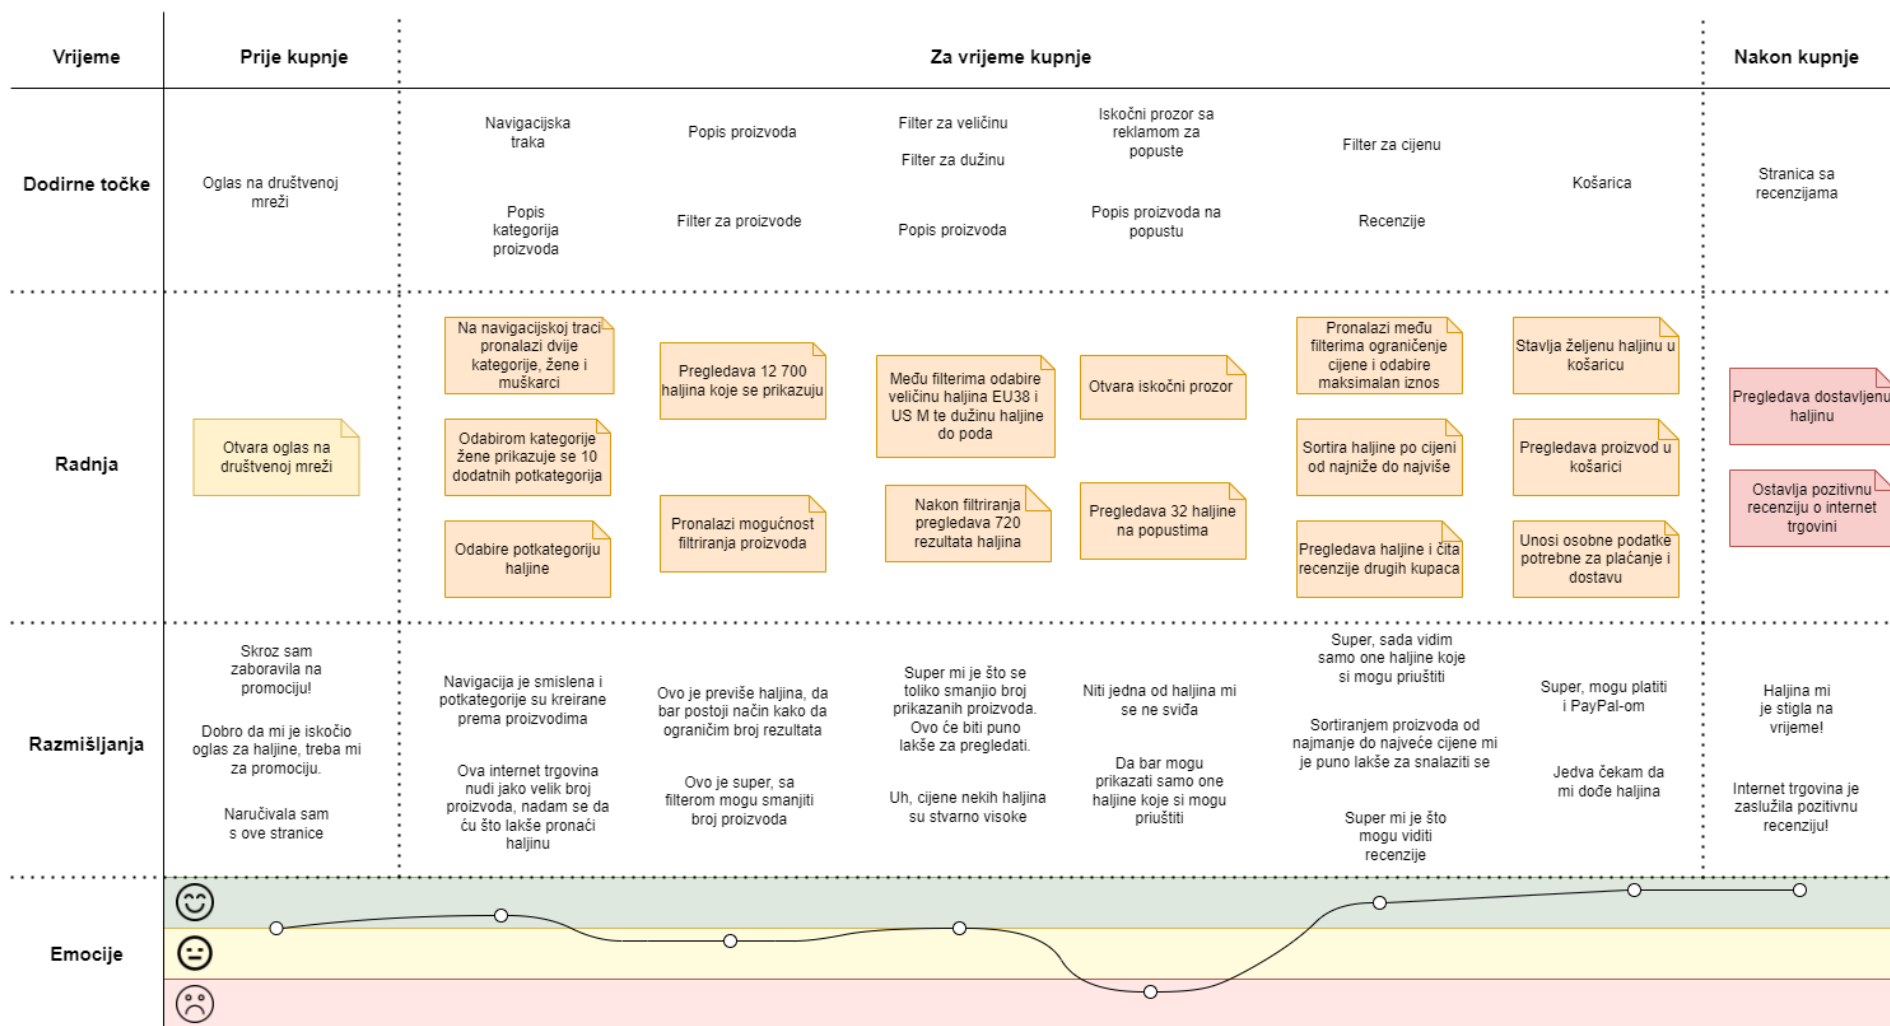 Vrijeme
Prije kupnje
Za vrijeme kupnje
Nakon kupnje
Dodirne točke
Oglas na društvenoj
mreži
Navigacijska
traka
Popis
kategorija
proizvoda
Popis proizvoda
Filter za proizvode
Filter za veličinu
Filter za dužinu
Popis proizvoda
Iskočni prozor sa
reklamom za
popuste
Popis proizvoda na
popustu
Filter za cijenu
Recenzije
Košarica
Stranica sa
recenzijama
Radnja
Otvara oglas na
društvenoj mreži
Na navigacijskoj traci
pronalazi dvije
kategorije, žene i
muškarci
Odabirom kategorije
žene prikazuje se 10
dodatnih potkategorija
Odabire potkategoriju
haljine
Pregledava 12 700
haljina koje se prikazuju
Pronalazi mogućnost
filtriranja proizvoda
Među filterima odabire
veličinu haljina EU38 i
US M te dužinu haljine
do poda
Nakon filtriranja
pregledava 720
rezultata haljina
Otvara iskočni prozor
Pregledava 32 haljine
na popustima
Pronalazi među
filterima ograničenje
cijene i odabire
maksimalan iznos
Sortira haljine po cijeni
od najniže do najviše
Pregledava haljine i čita
recenzije drugih kupaca
Stavlja željenu haljinu u
košaricu
Pregledava proizvod u
košarici
Unosi osobne podatke
potrebne za plaćanje i
dostavu
Pregledava dostavljenu
haljinu
Ostavlja pozitivnu
recenziju o internet
trgovini
Razmišljanja
Skroz sam
zaboravila na
promociju!
Dobro da mi je iskočio
oglas za haljine, treba mi
za promociju.
Naručivala sam
s ove stranice
Navigacija je smislena i
potkategorije su kreirane
prema proizvodima
Ova internet trgovina
nudi jako velik broj
proizvoda, nadam se da
ću što lakše pronaći
haljinu
Ovo je previše haljina, da
bar postoji način kako da
ograničim broj rezultata
Ovo je super, sa
filterom mogu smanjiti
broj proizvoda
Super mi je što se
toliko smanjio broj
prikazanih proizvoda.
Ovo će biti puno
lakše za pregledati.
Uh, cijene nekih haljina
su stvarno visoke
Niti jedna od haljina mi
se ne sviđa
Da bar mogu
prikazati samo one
haljine koje si mogu
priuštiti
Super, sada vidim
samo one haljine koje
si mogu priuštiti
Sortiranjem proizvoda od
najmanje do najveće cijene mi
je puno lakše za snalaziti se
Super mi je što
mogu viditi
recenzije
Super, mogu platiti
i PayPal-om
Jedva čekam da
mi dođe haljina
Haljina mi
je stigla na
vrijeme!
Internet trgovina je
zaslužila pozitivnu
recenziju!
Emocije